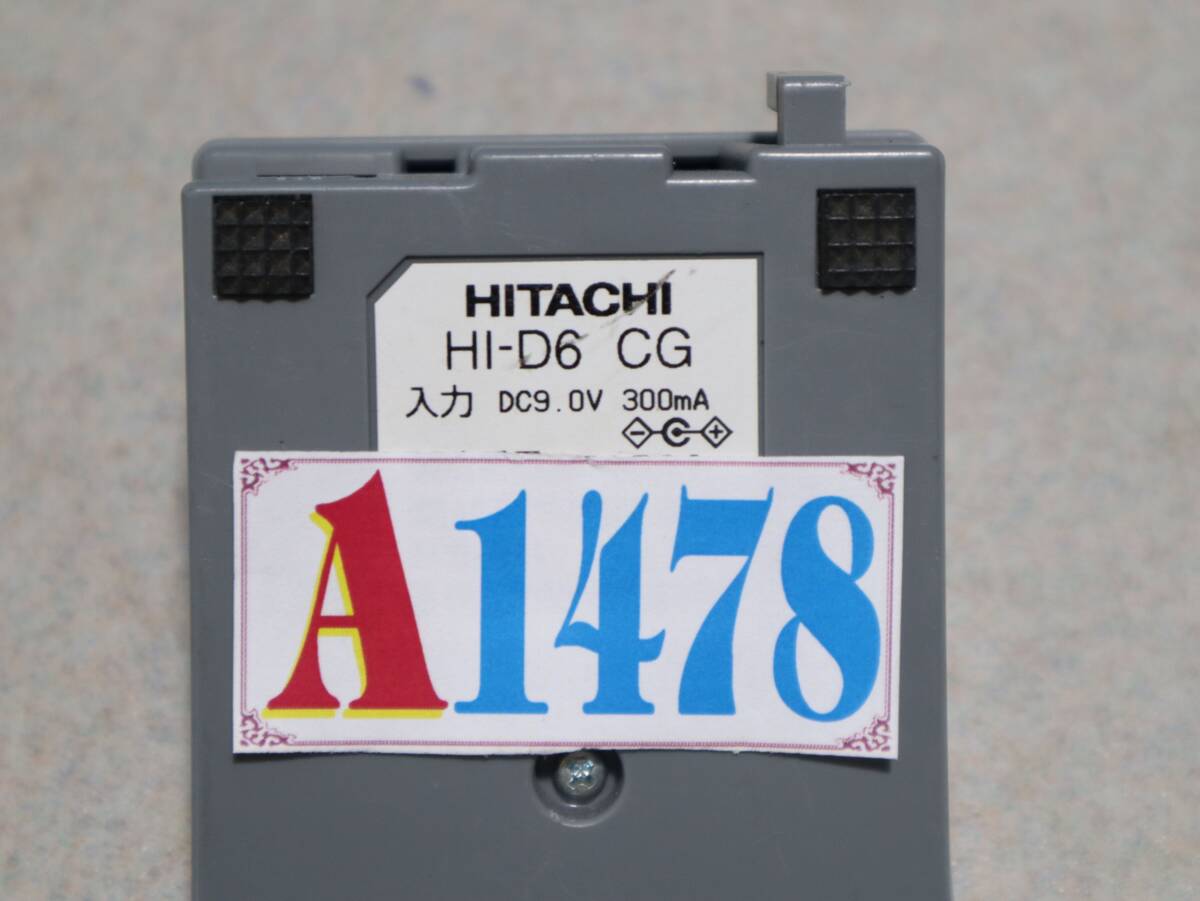 HITACHI
HI-D6 CG
入力 DC9.0V 300mA
A1478